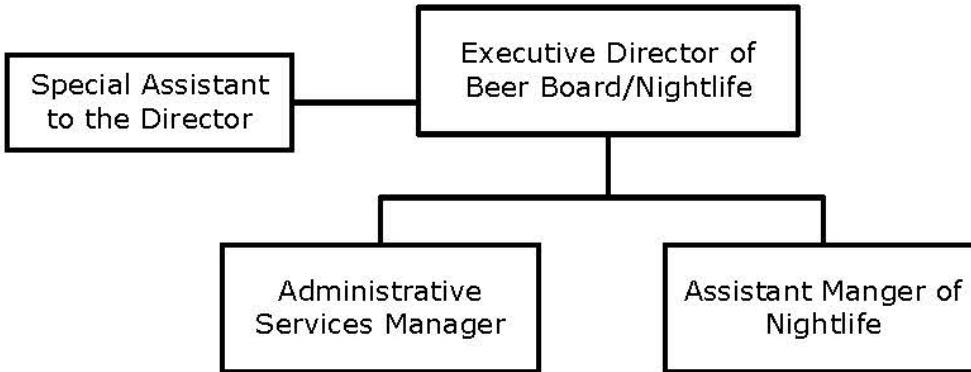 Executive Director of
Beer Board/Nightlife
Special Assistant
to the Director
Administrative
Services Manager
Assistant Manger of
Nightlife